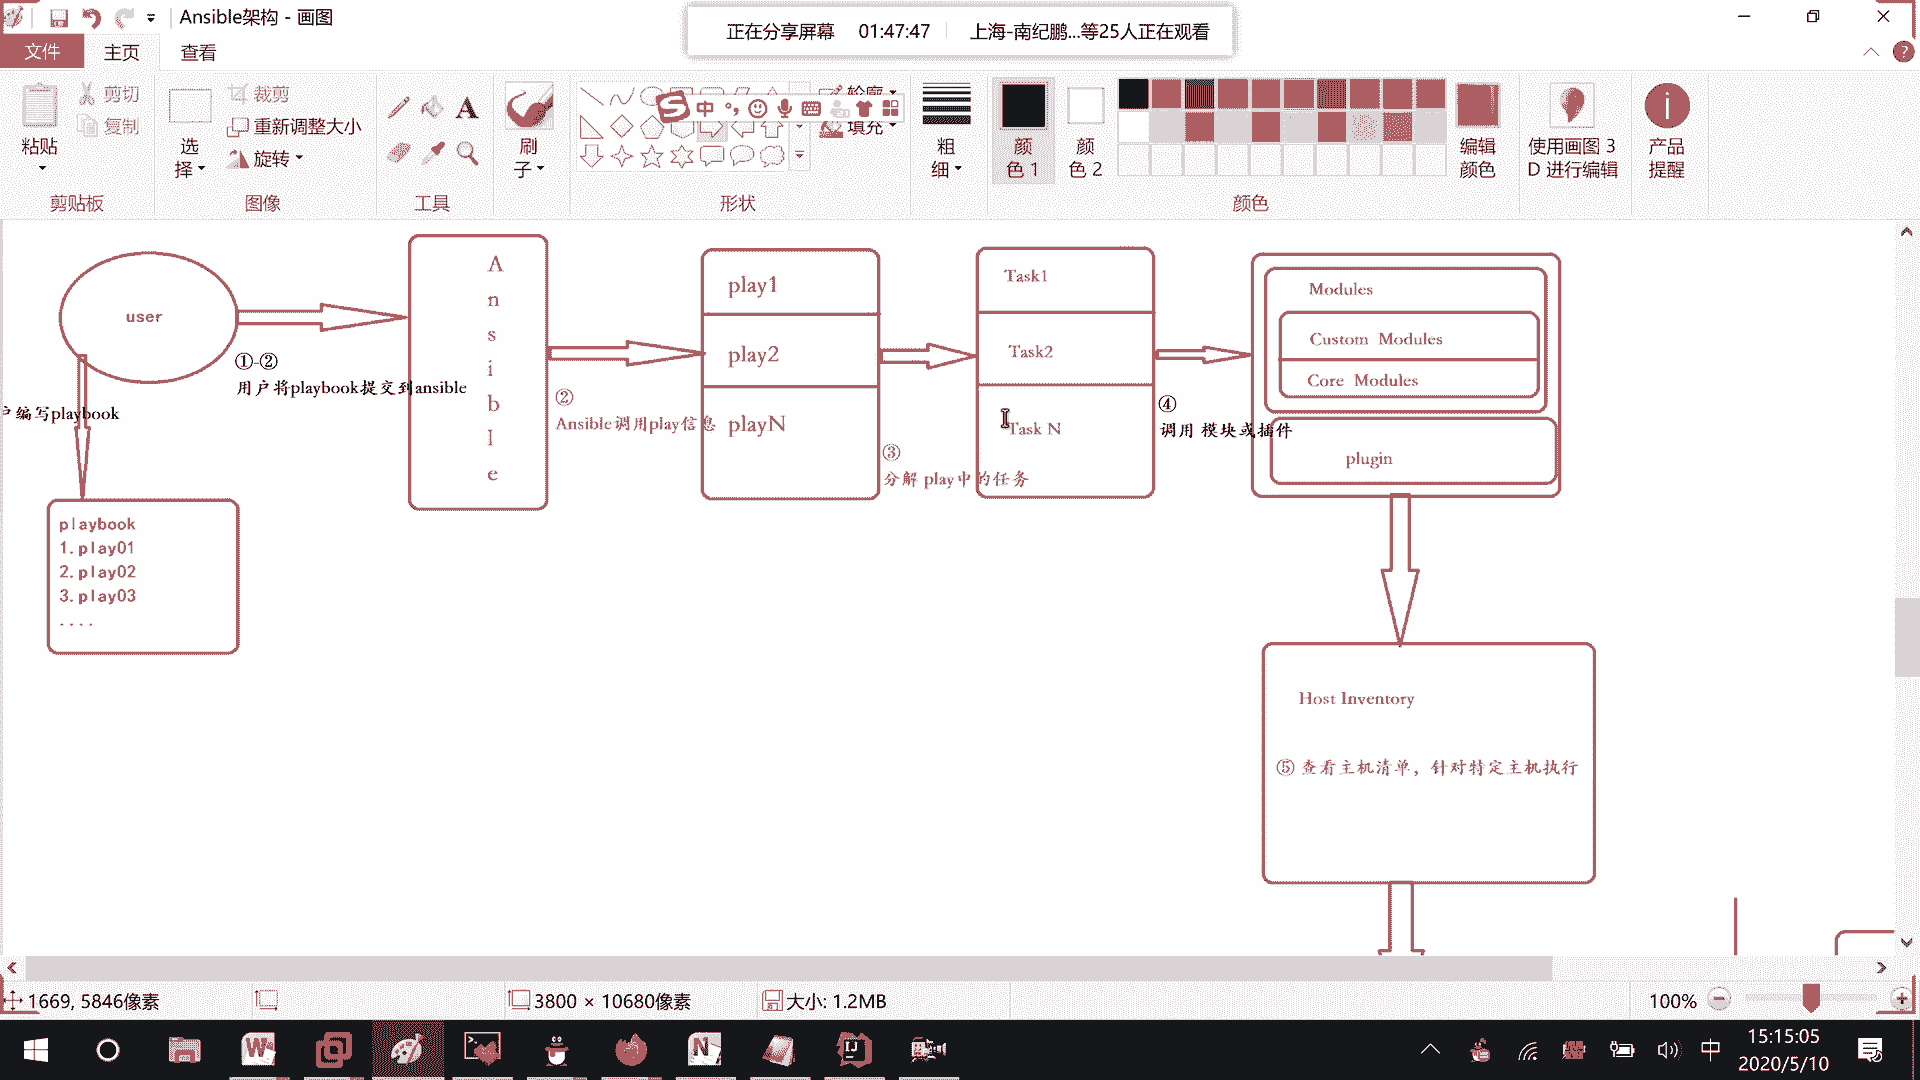 Ansible架构 - 画图
正在分享屏幕 01:47:47 上海-南纪鹏...等25人正在观看
文件 主页 查看
粘贴
剪切
复制
剪贴板
选择
裁剪
重新调整大小
旋转
图像
A
工具
刷子
中
轮廓
填充
形状
粗细
颜色 1
颜色 2
颜色
编辑颜色
使用画图 3
D 进行编辑
产品提醒
user
①-②
用户将playbook提交到ansible
户编写playbook
playbook
1.play01
2.play02
3.play03
....
A
n
s
i
b
l
e
②
Ansible调用play信息
play1
play2
playN
③
分解 play中的任务
Task1
Task2
Task N
④
调用 模块或插件
Modules
Custom Modules
Core Modules
plugin
Host Inventory
⑤ 查看主机清单，针对特定主机执行
1669, 5846像素
3800 × 10680像素
大小: 1.2MB
100%
中
15:15:05
2020/5/10